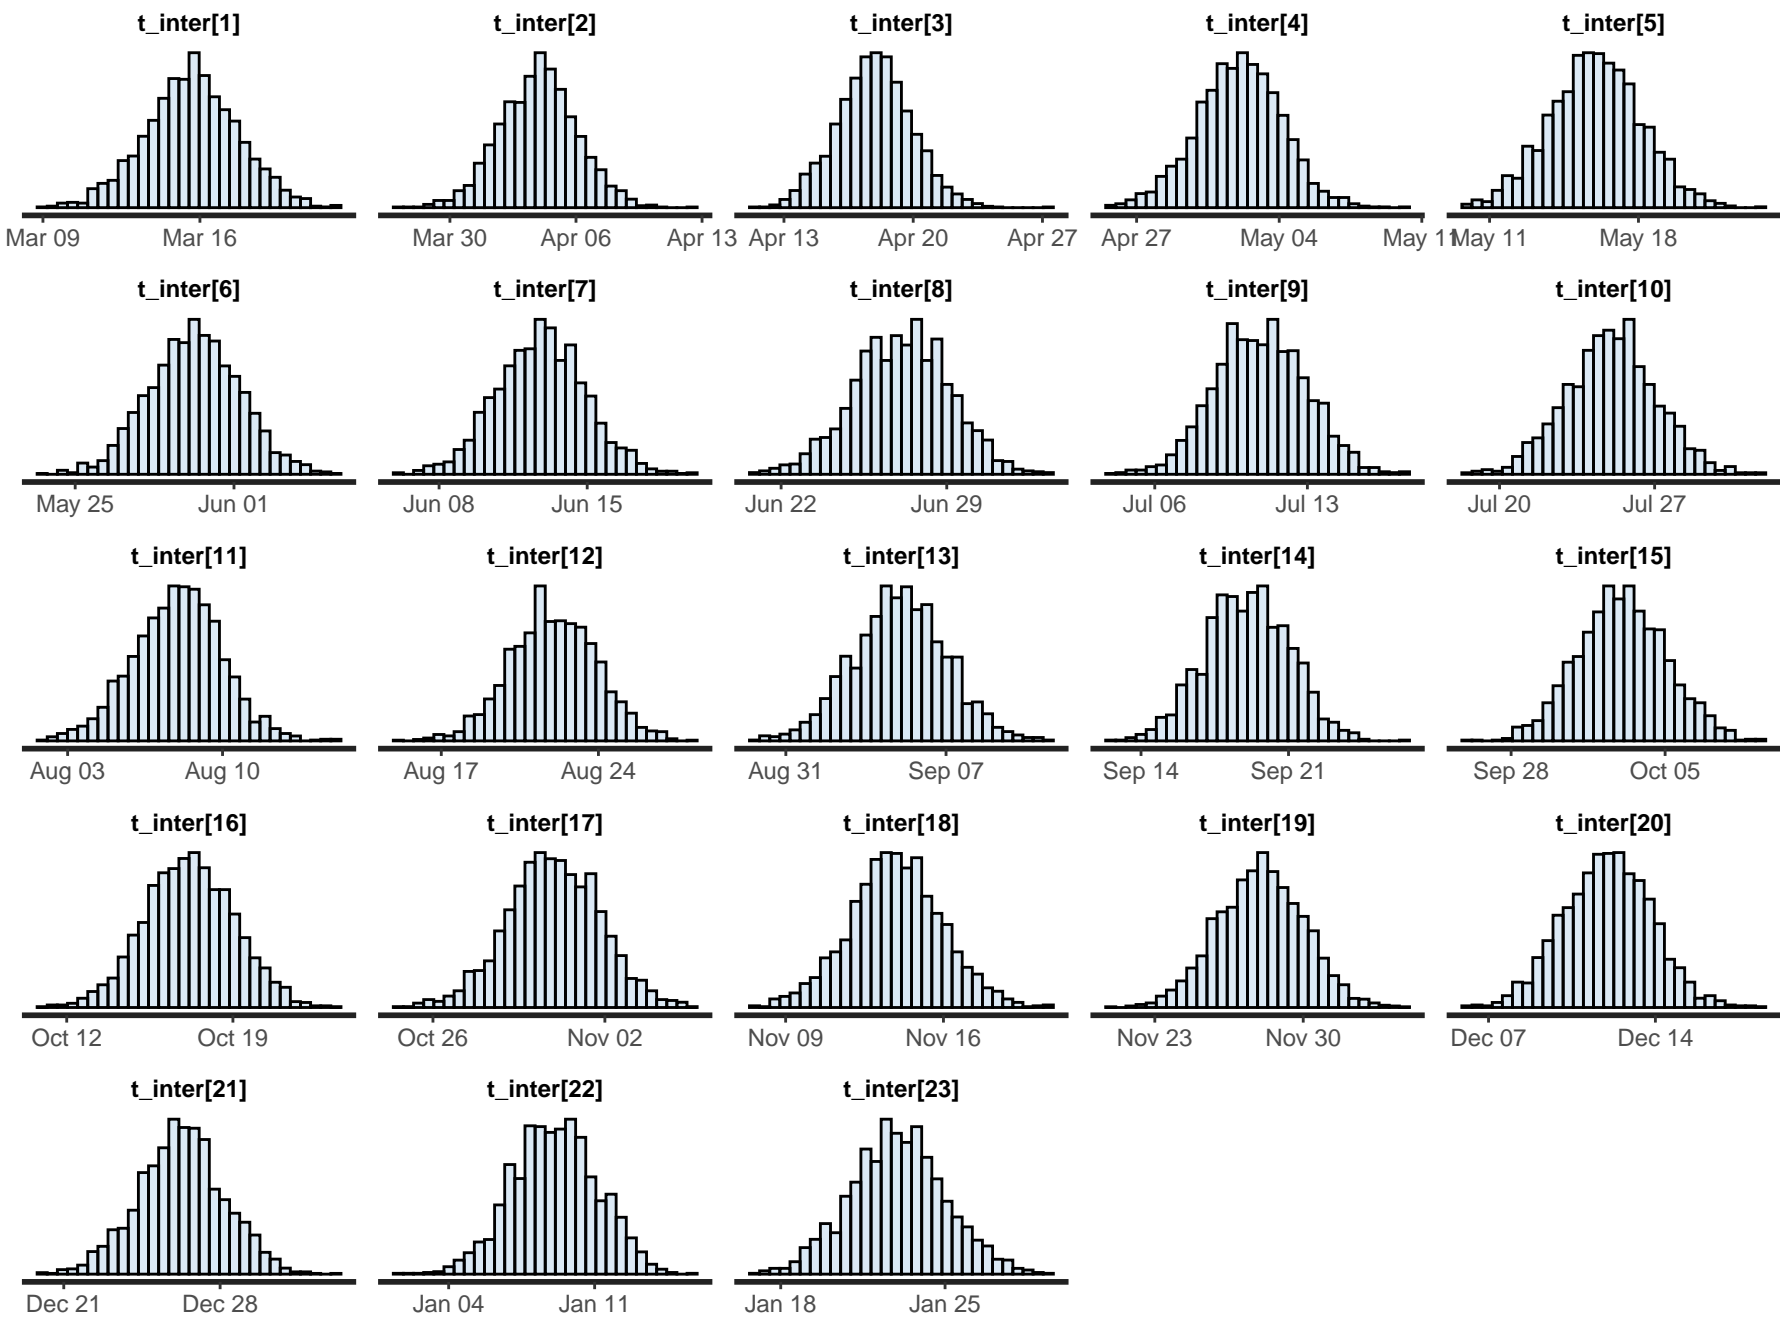 t_inter[1] t_inter[2] t_inter[3] t_inter[4] t_inter[5]
Mar 09 Mar 16 Mar 30 Apr 06 Apr 13 Apr 13 Apr 20 Apr 27 Apr 27 May 04 May 11 May 11 May 18
t_inter[6] t_inter[7] t_inter[8] t_inter[9] t_inter[10]
May 25 Jun 01 Jun 08 Jun 15 Jun 22 Jun 29 Jul 06 Jul 13 Jul 20 Jul 27
t_inter[11] t_inter[12] t_inter[13] t_inter[14] t_inter[15]
Aug 03 Aug 10 Aug 17 Aug 24 Aug 31 Sep 07 Sep 14 Sep 21 Sep 28 Oct 05
t_inter[16] t_inter[17] t_inter[18] t_inter[19] t_inter[20]
Oct 12 Oct 19 Oct 26 Nov 02 Nov 09 Nov 16 Nov 23 Nov 30 Dec 07 Dec 14
t_inter[21] t_inter[22] t_inter[23]
Dec 21 Dec 28 Jan 04 Jan 11 Jan 18 Jan 25